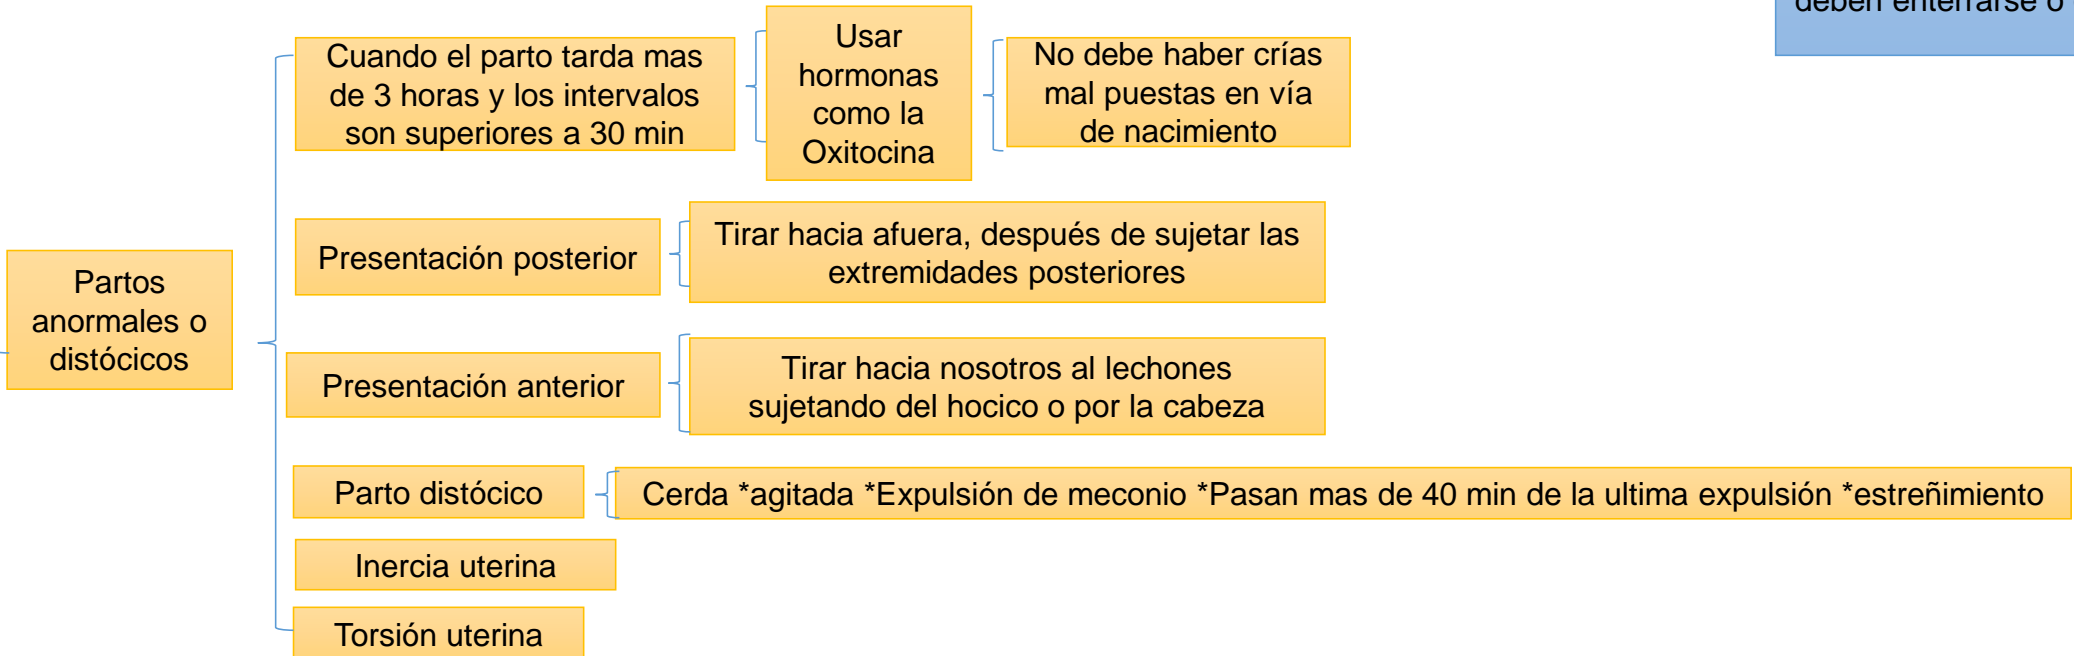 deben enterrarse o
Cuando el parto tarda mas
de 3 horas y los intervalos
son superiores a 30 min
Usar
hormonas
como la
Oxitocina
No debe haber crías
mal puestas en vía
de nacimiento
Partos
anormales o
distócicos
Presentación posterior
Tirar hacia afuera, después de sujetar las
extremidades posteriores
Presentación anterior
Tirar hacia nosotros al lechones
sujetando del hocico o por la cabeza
Parto distócico
Cerda *agitada *Expulsión de meconio *Pasan mas de 40 min de la ultima expulsión *estreñimiento
Inercia uterina
Torsión uterina